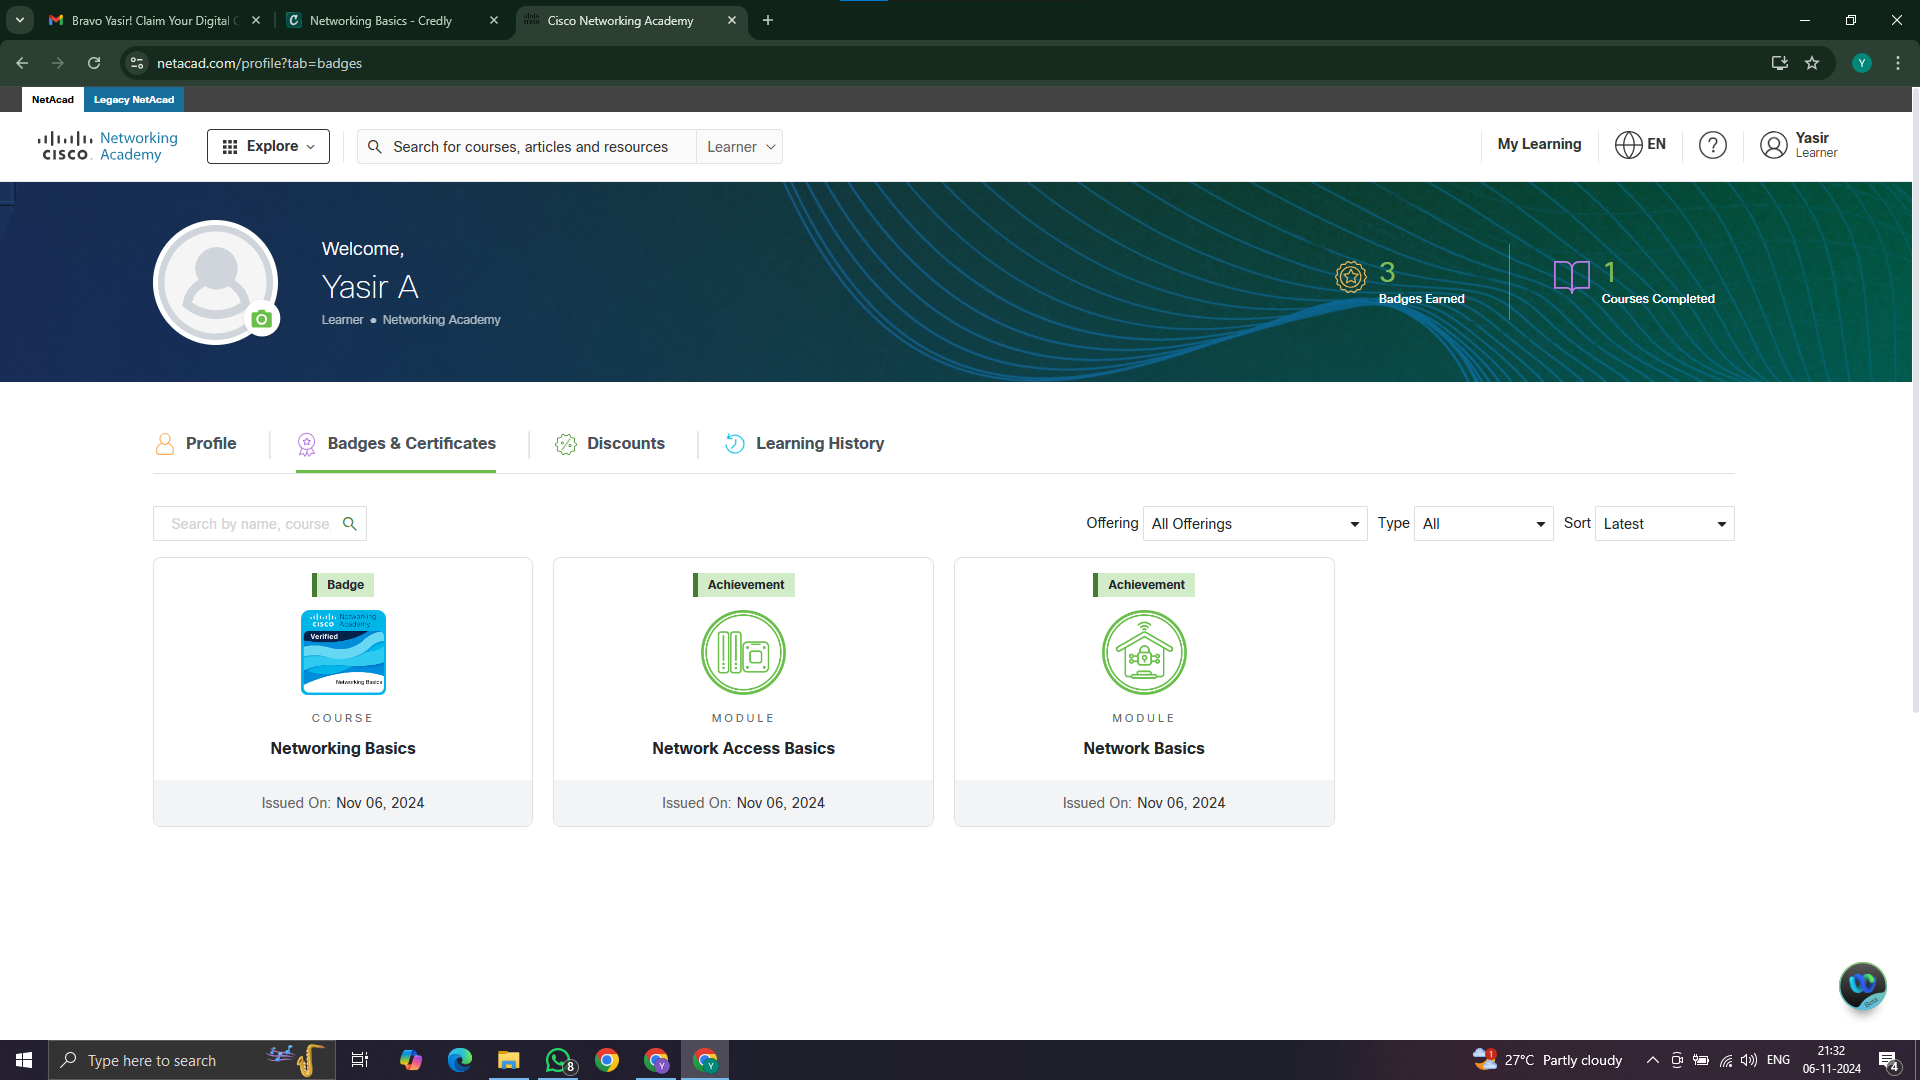 Bravo Yasir! Claim Your Digital
Networking Basics - Credly
Cisco Networking Academy
netacad.com/profile?tab=badges
Y
NetAcad
Legacy NetAcad
CISCO
Networking
Academy
Explore
Search for courses, articles and resources
Learner
My Learning
EN
?
Yasir
Learner
Welcome,
Yasir A
Learner • Networking Academy
3
Badges Earned
1
Courses Completed
Profile
Badges & Certificates
Discounts
Learning History
Search by name, course
Offering
All Offerings
Type
All
Sort
Latest
Badge
CISCO
Networking
Academy
Verified
Networking Basics
COURSE
Networking Basics
Issued On: Nov 06, 2024
Achievement
MODULE
Network Access Basics
Issued On: Nov 06, 2024
Achievement
MODULE
Network Basics
Issued On: Nov 06, 2024
Beta
Type here to search
8
Y
Y
1
27°C Partly cloudy
ENG
21:32
06-11-2024
4